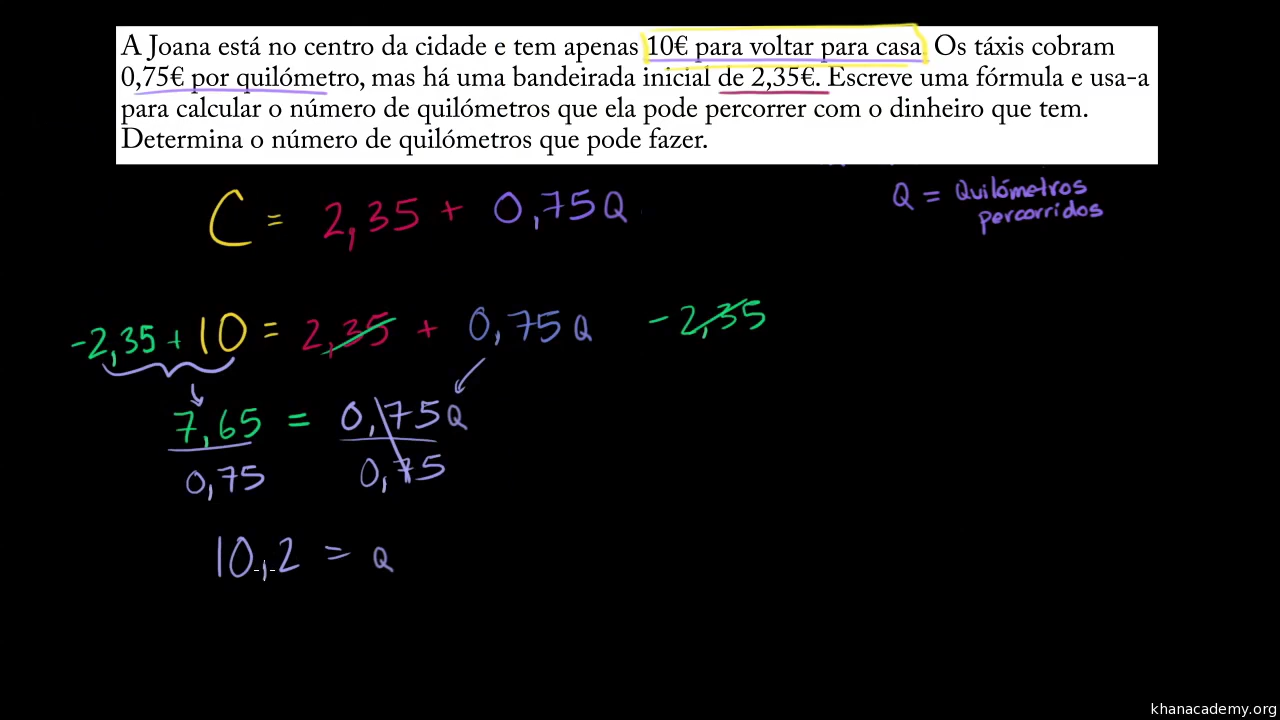 A Joana está no centro da cidade e tem apenas 10€ para voltar para casa. Os táxis cobram
0,75€ por quilómetro, mas há uma bandeirada inicial de 2,35€. Escreve uma fórmula e usa-a
para calcular o número de quilómetros que ela pode percorrer com o dinheiro que tem.
Determina o número de quilómetros que pode fazer.
Q = Quilómetros
percorridos
C = 2,35 + 0,75Q
-2,35 + 10 = 2,35 + 0,75Q - 2,35
7,65 = 0,75Q
0,75 0,75
10,2 = Q
khanacademy.org